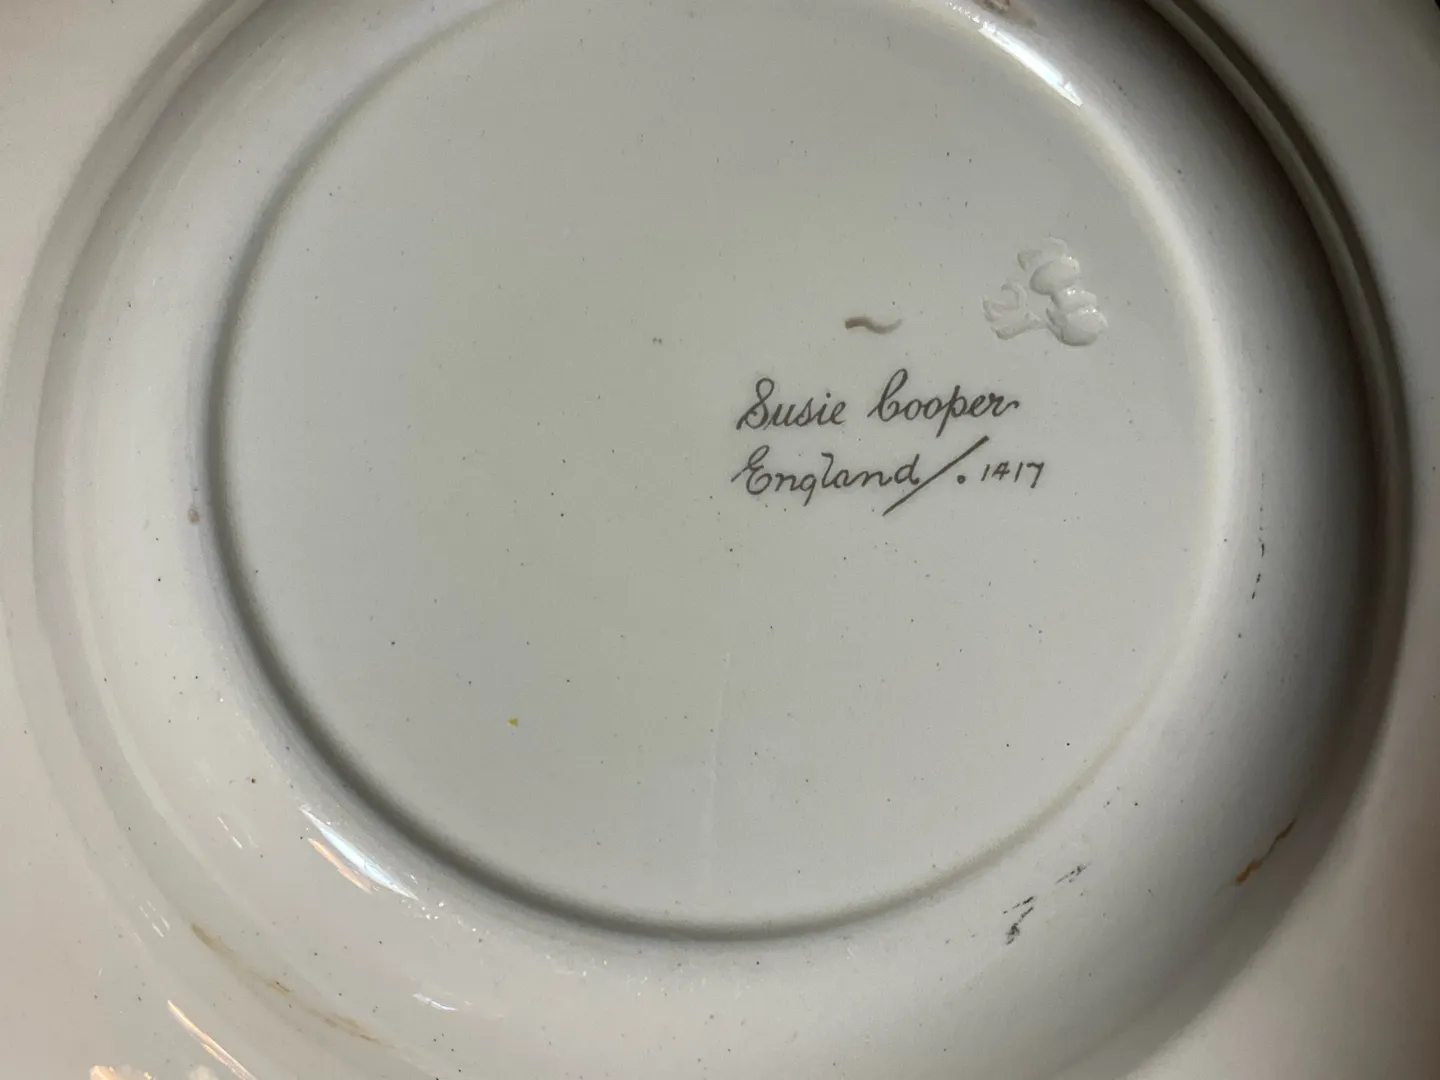 Susie Cooper
England/. 1417